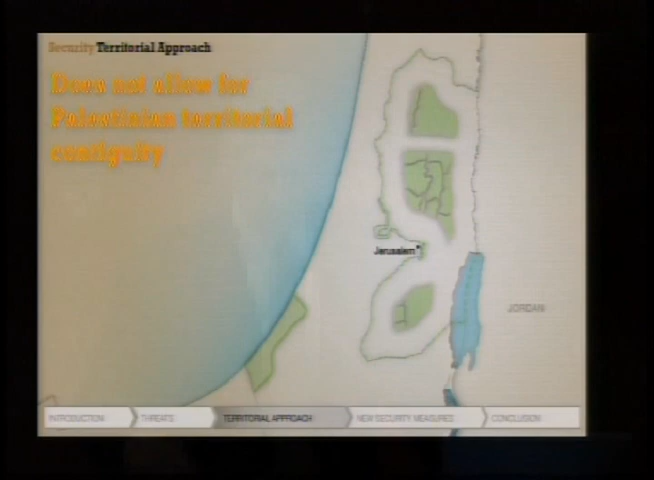 Security Territorial Approach
Does not allow for
Palestinian territorial
contiguity
Jerusalem
JORDAN
INTRODUCTION
THREATS
TERRITORIAL APPROACH
NEW SECURITY MEASURES
CONCLUSION